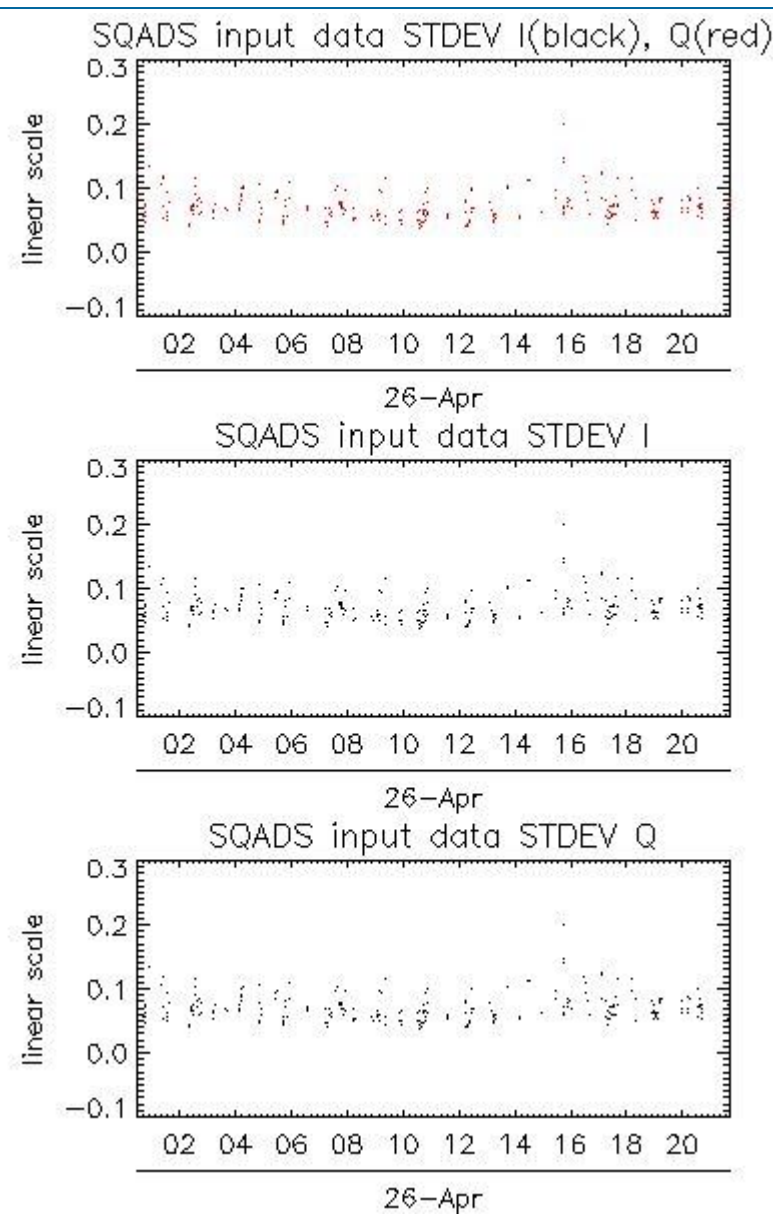 SQADS input data STDEV I(black), Q(red)
linear scale
0.3
0.2
0.1
0.0
-0.1
02 04 06 08 10 12 14 16 18 20
26-Apr
SQADS input data STDEV I
linear scale
0.3
0.2
0.1
0.0
-0.1
02 04 06 08 10 12 14 16 18 20
26-Apr
SQADS input data STDEV Q
linear scale
0.3
0.2
0.1
0.0
-0.1
02 04 06 08 10 12 14 16 18 20
26-Apr